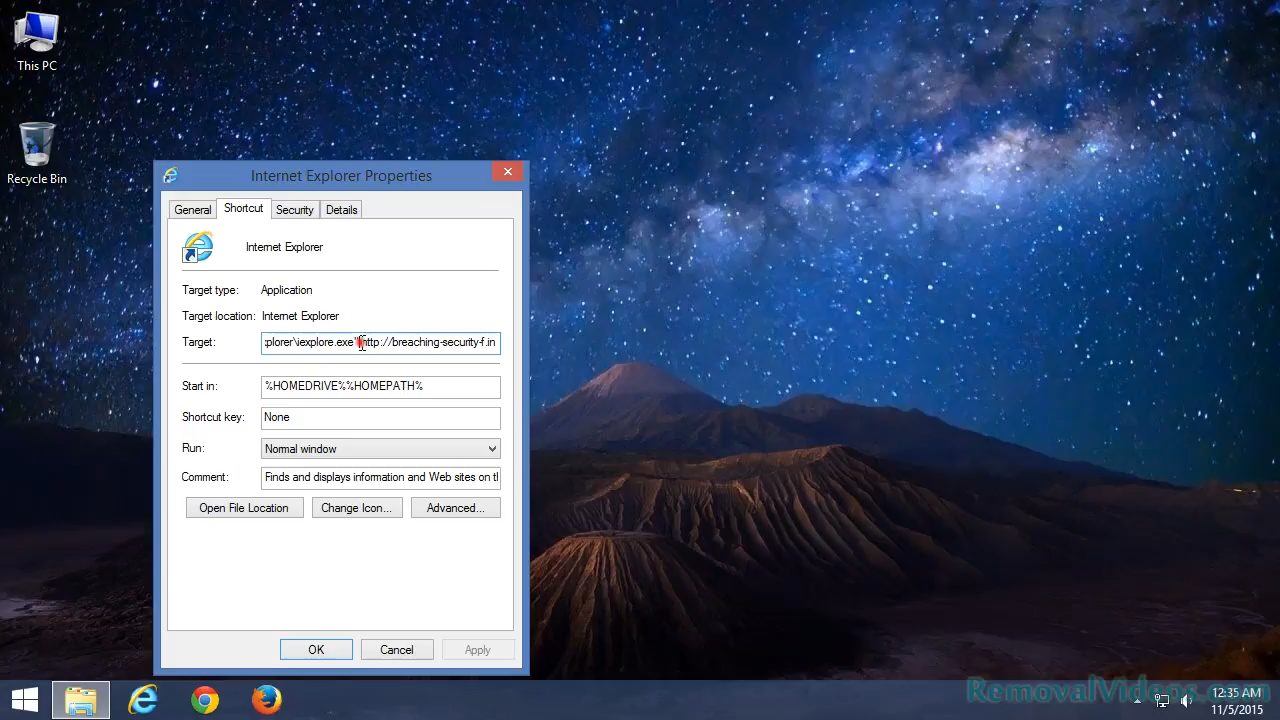 This PC
Recycle Bin
Internet Explorer Properties
General
Shortcut
Security
Details
Internet Explorer
Target type: Application
Target location: Internet Explorer
Target: plorer\iexplore.exe" http://breaching-security-f.in
Start in: %HOMEDRIVE%%HOMEPATH%
Shortcut key: None
Run: Normal window
Comment: Finds and displays information and Web sites on th
Open File Location
Change Icon...
Advanced...
OK
Cancel
Apply
RemovalVideos.com
12:35 AM
11/5/2015